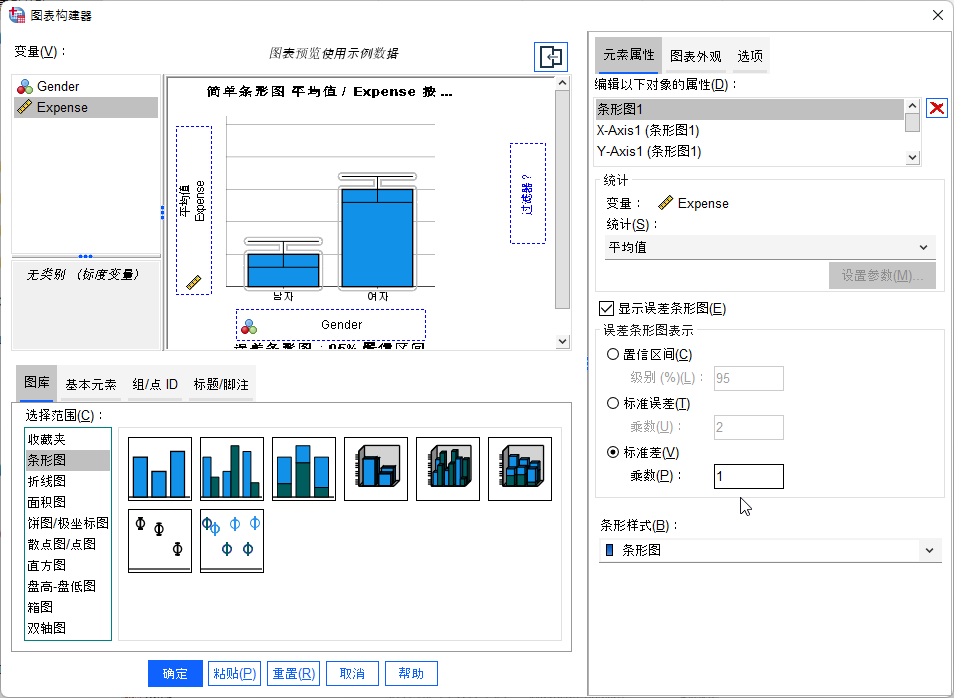 图表构建器
变量(V)：
图表预览使用示例数据
Gender
Expense
无类别 （标度变量）
简单条形图 平均值 / Expense 按 ...
平均值
Expense
过滤器?
남자
여자
Gender
误差条形图：95% 置信区间
图库
基本元素
组/点 ID
标题/脚注
选择范围(C)：
收藏夹
条形图
折线图
面积图
饼图/极坐标图
散点图/点图
直方图
盘高-盘低图
箱图
双轴图
确定
粘贴(P)
重置(R)
取消
帮助
元素属性
图表外观
选项
编辑以下对象的属性(D)：
条形图1
X-Axis1 (条形图1)
Y-Axis1 (条形图1)
统计
变量：
Expense
统计(S)：
平均值
设置参数(M)...
显示误差条形图(E)
误差条形图表示
置信区间(C)
级别 (%)(L)：
95
标准误差(T)
乘数(U)：
2
标准差(V)
乘数(P)：
1
条形样式(B)：
条形图